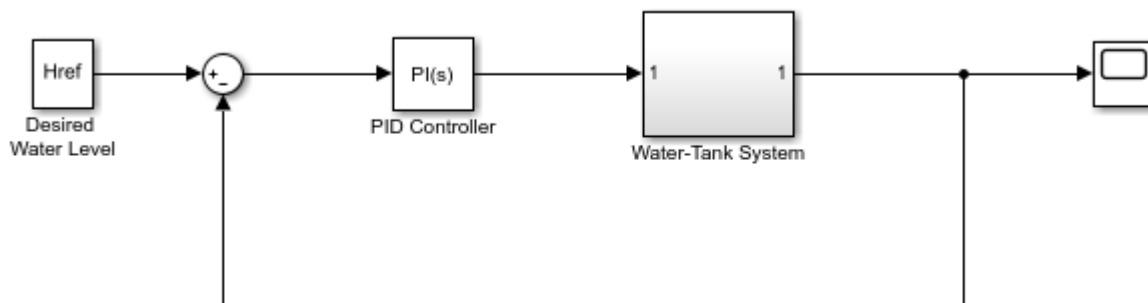 Href
Desired
Water Level
+
−
PI(s)
PID Controller
1
1
Water-Tank System